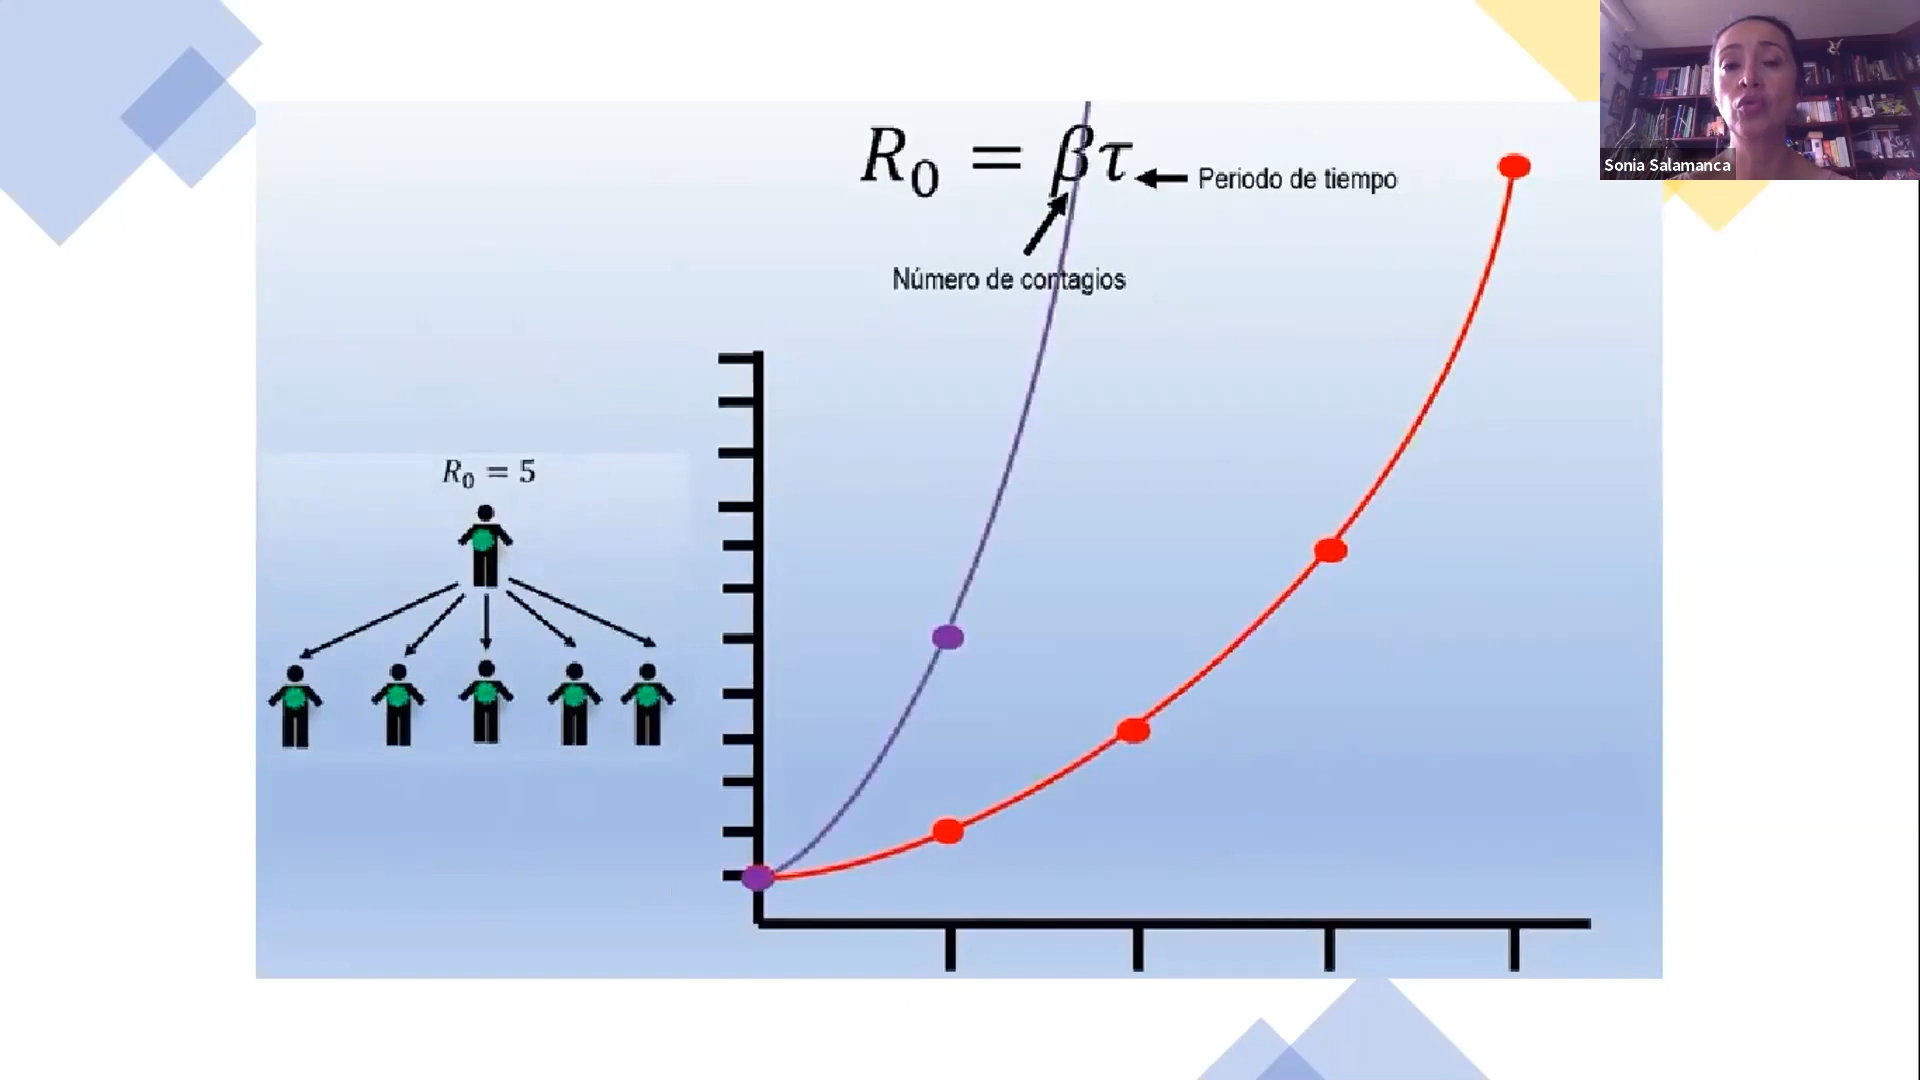 Sonia Salamanca
R₀ = βτ
Periodo de tiempo
Número de contagios
R₀ = 5